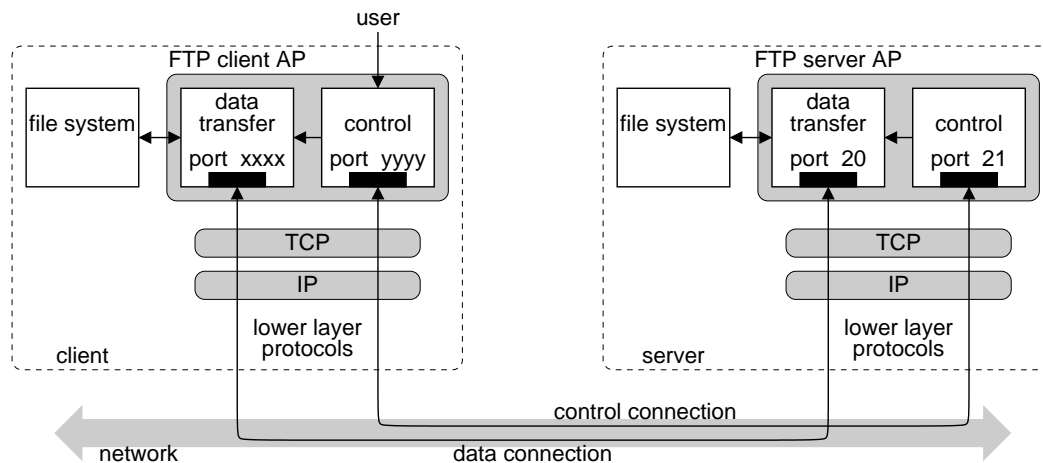 user
FTP client AP
file system
data
transfer
port xxxx
control
port yyyy
TCP
IP
lower layer
protocols
client
FTP server AP
file system
data
transfer
port 20
control
port 21
TCP
IP
lower layer
protocols
server
control connection
network
data connection